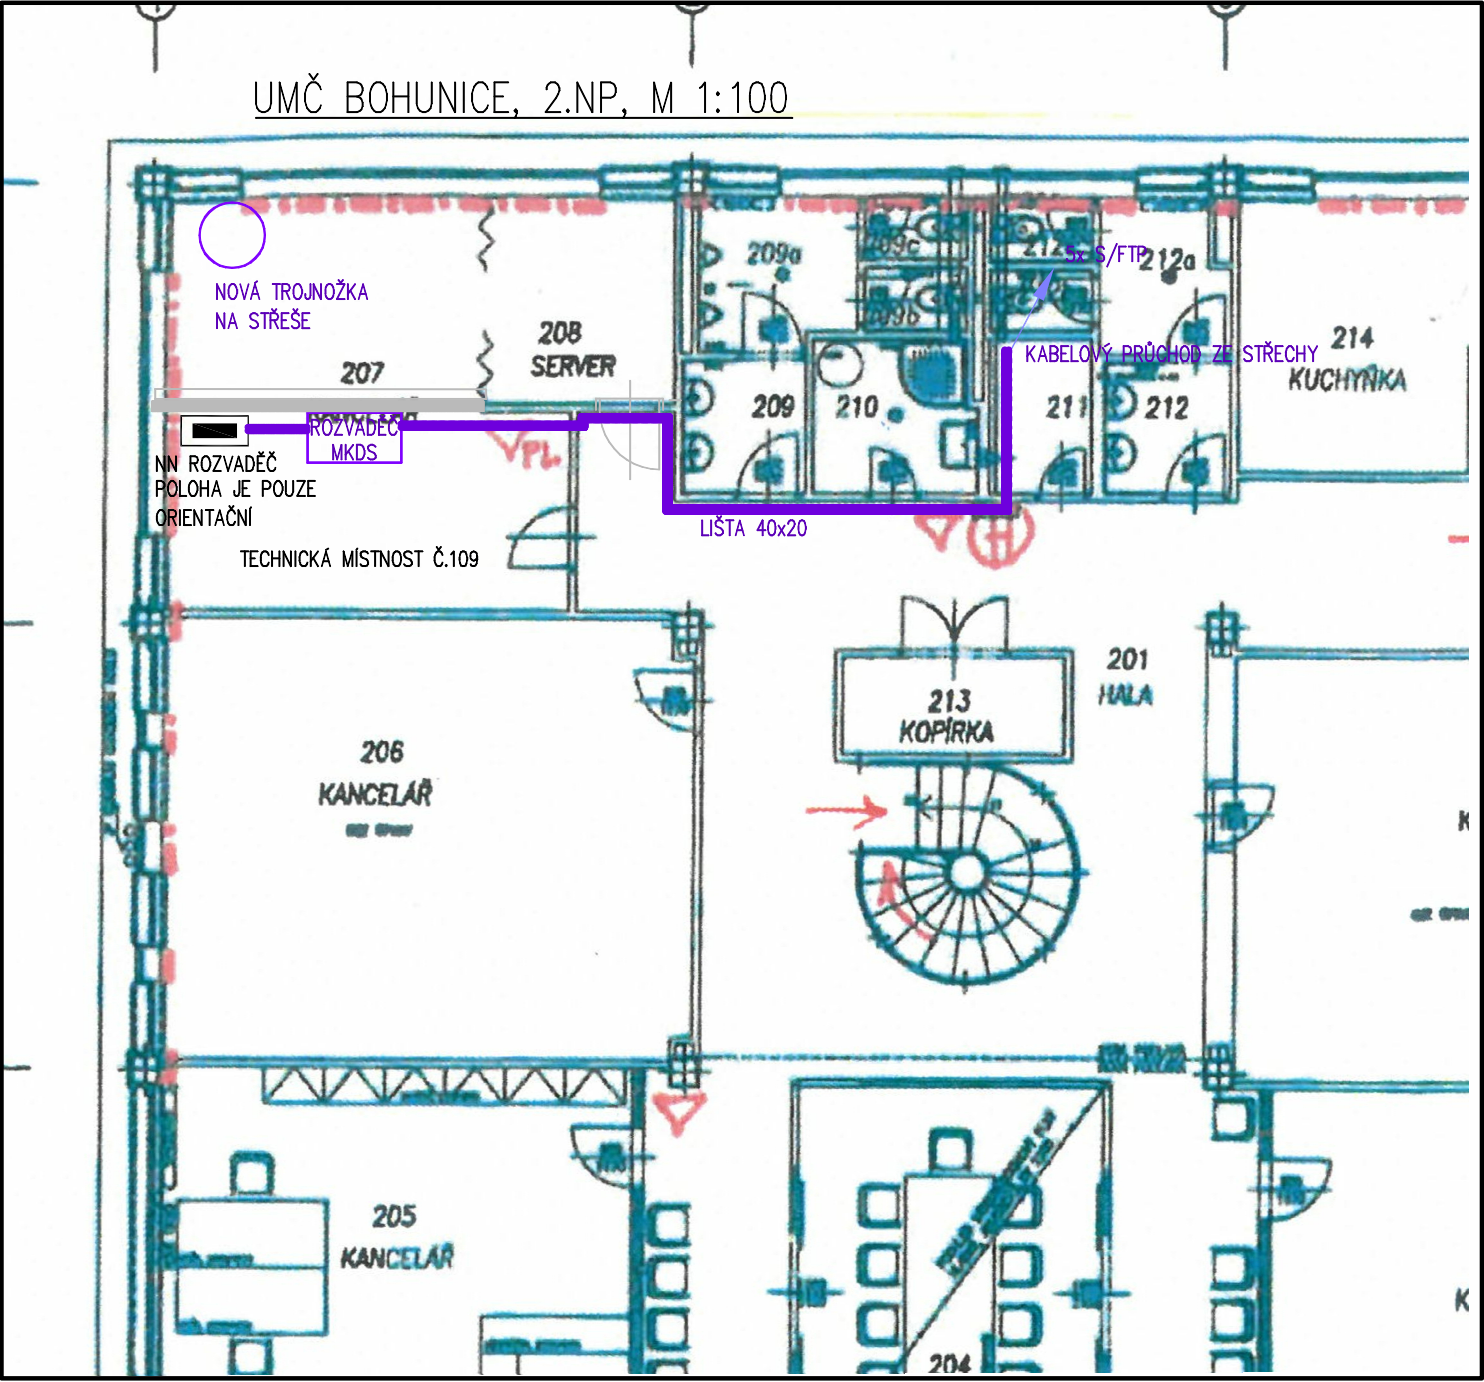 UMČ BOHUNICE, 2.NP, M 1:100
NOVÁ TROJNOŽKA
NA STŘEŠE
207
208
SERVER
209a
209c
209b
5x S/FTP
212a
KABELOVÝ PRŮCHOD ZE STŘECHY
214
KUCHYŇKA
209
210
211
212
ROZVADĚČ
MKDS
NN ROZVADĚČ
POLOHA JE POUZE
ORIENTAČNÍ
PL.
LIŠTA 40x20
H
TECHNICKÁ MÍSTNOST Č.109
201
HALA
213
KOPÍRKA
206
KANCELÁŘ
205
KANCELÁŘ
204
K
K